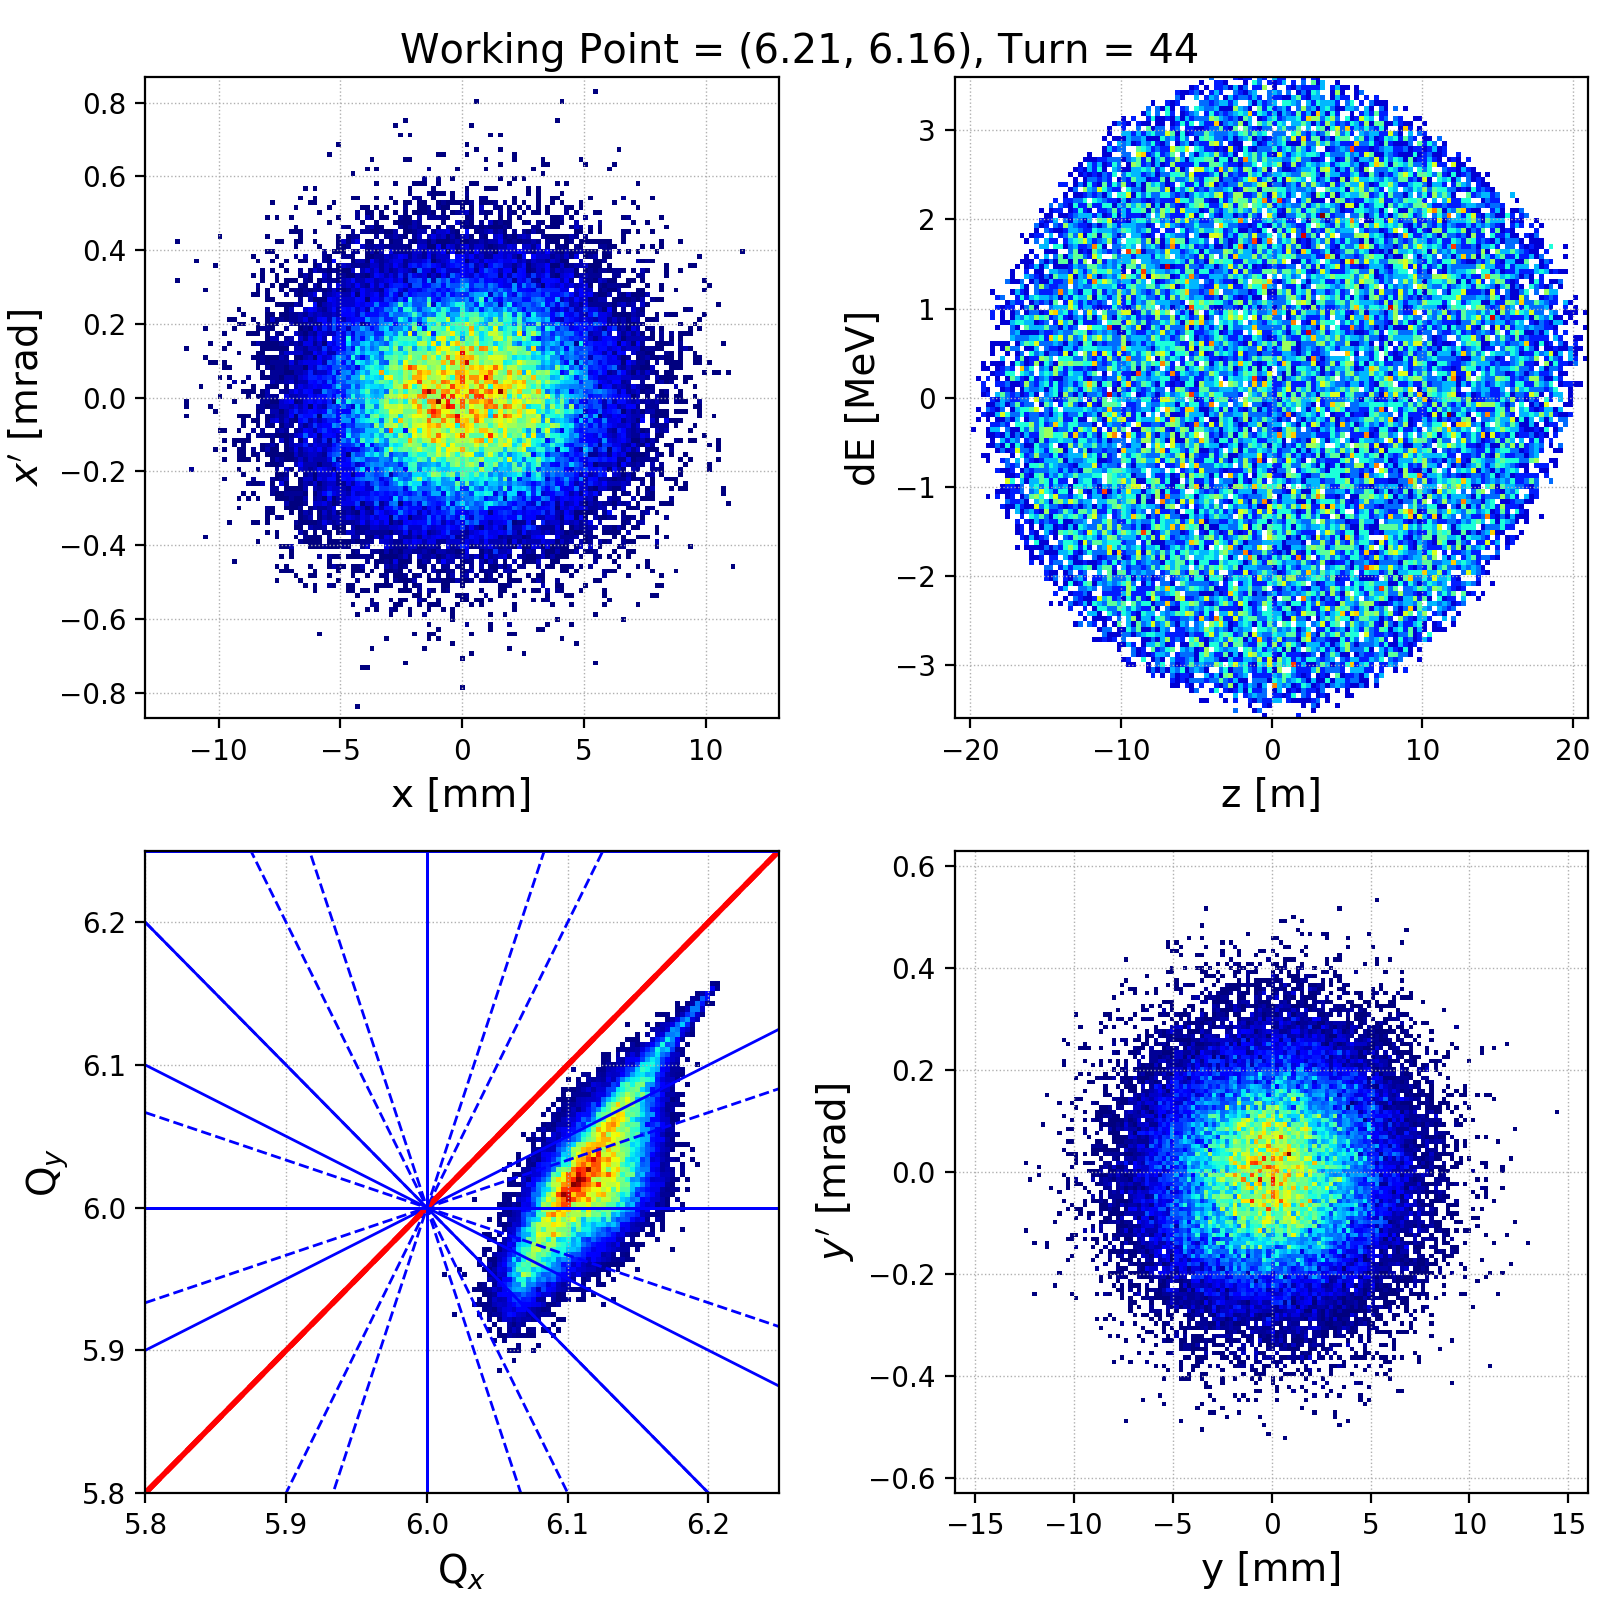 Working Point = (6.21, 6.16), Turn = 44
0.8
0.6
0.4
0.2
0.0
−0.2
−0.4
−0.6
−0.8
x′ [mrad]
−10 −5 0 5 10
x [mm]
3
2
1
0
−1
−2
−3
dE [MeV]
−20 −10 0 10 20
z [m]
6.2
6.1
6.0
5.9
5.8
Qy
5.8 5.9 6.0 6.1 6.2
Qx
0.6
0.4
0.2
0.0
−0.2
−0.4
−0.6
y′ [mrad]
−15 −10 −5 0 5 10 15
y [mm]